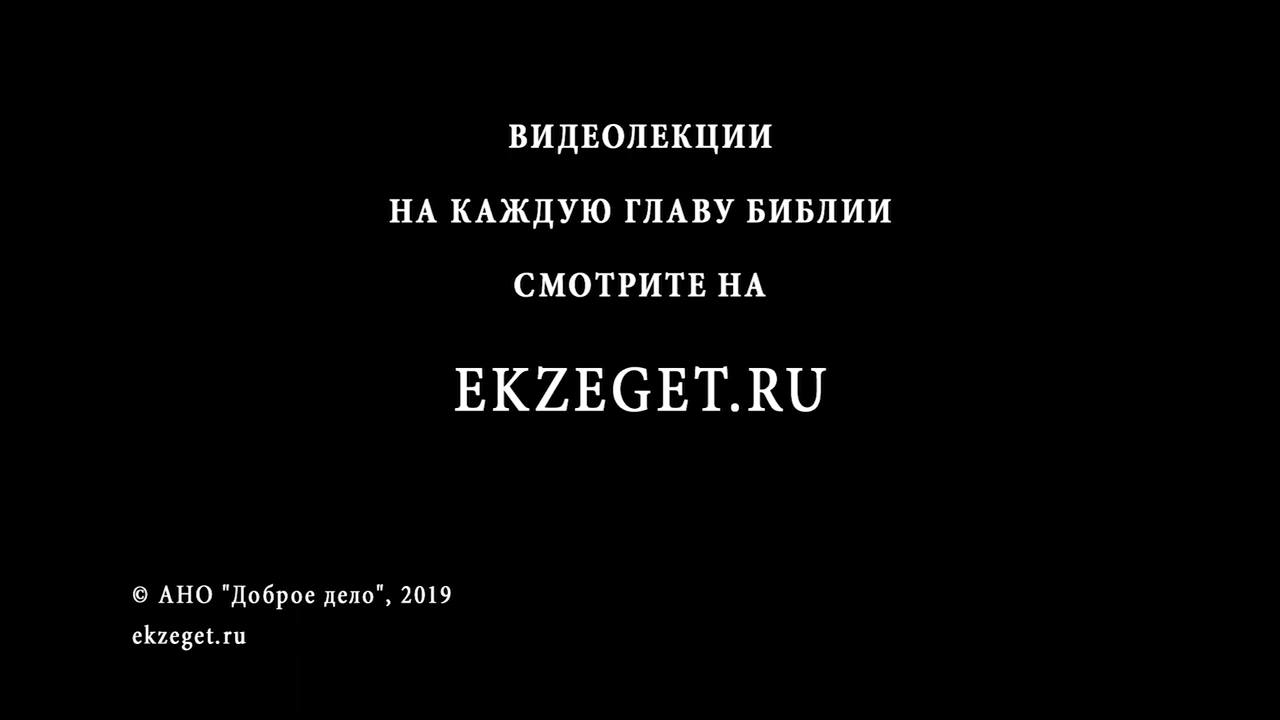 ВИДЕОЛЕКЦИИ
НА КАЖДУЮ ГЛАВУ БИБЛИИ
СМОТРИТЕ НА
EKZEGET.RU
© АНО "Доброе дело", 2019
ekzeget.ru